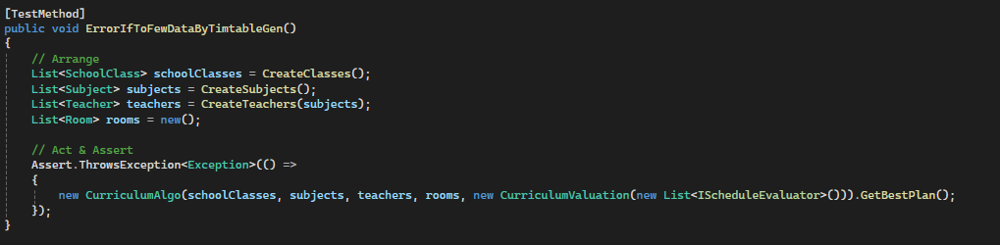 [TestMethod]
public void ErrorIfToFewDataByTimtableGen()
{
// Arrange
List<SchoolClass> schoolClasses = CreateClasses();
List<Subject> subjects = CreateSubjects();
List<Teacher> teachers = CreateTeachers(subjects);
List<Room> rooms = new();
// Act & Assert
Assert.ThrowsException<Exception>(() =>
{
new CurriculumAlgo(schoolClasses, subjects, teachers, rooms, new CurriculumValuation(new List<IScheduleEvaluator>())).GetBestPlan();
});
}